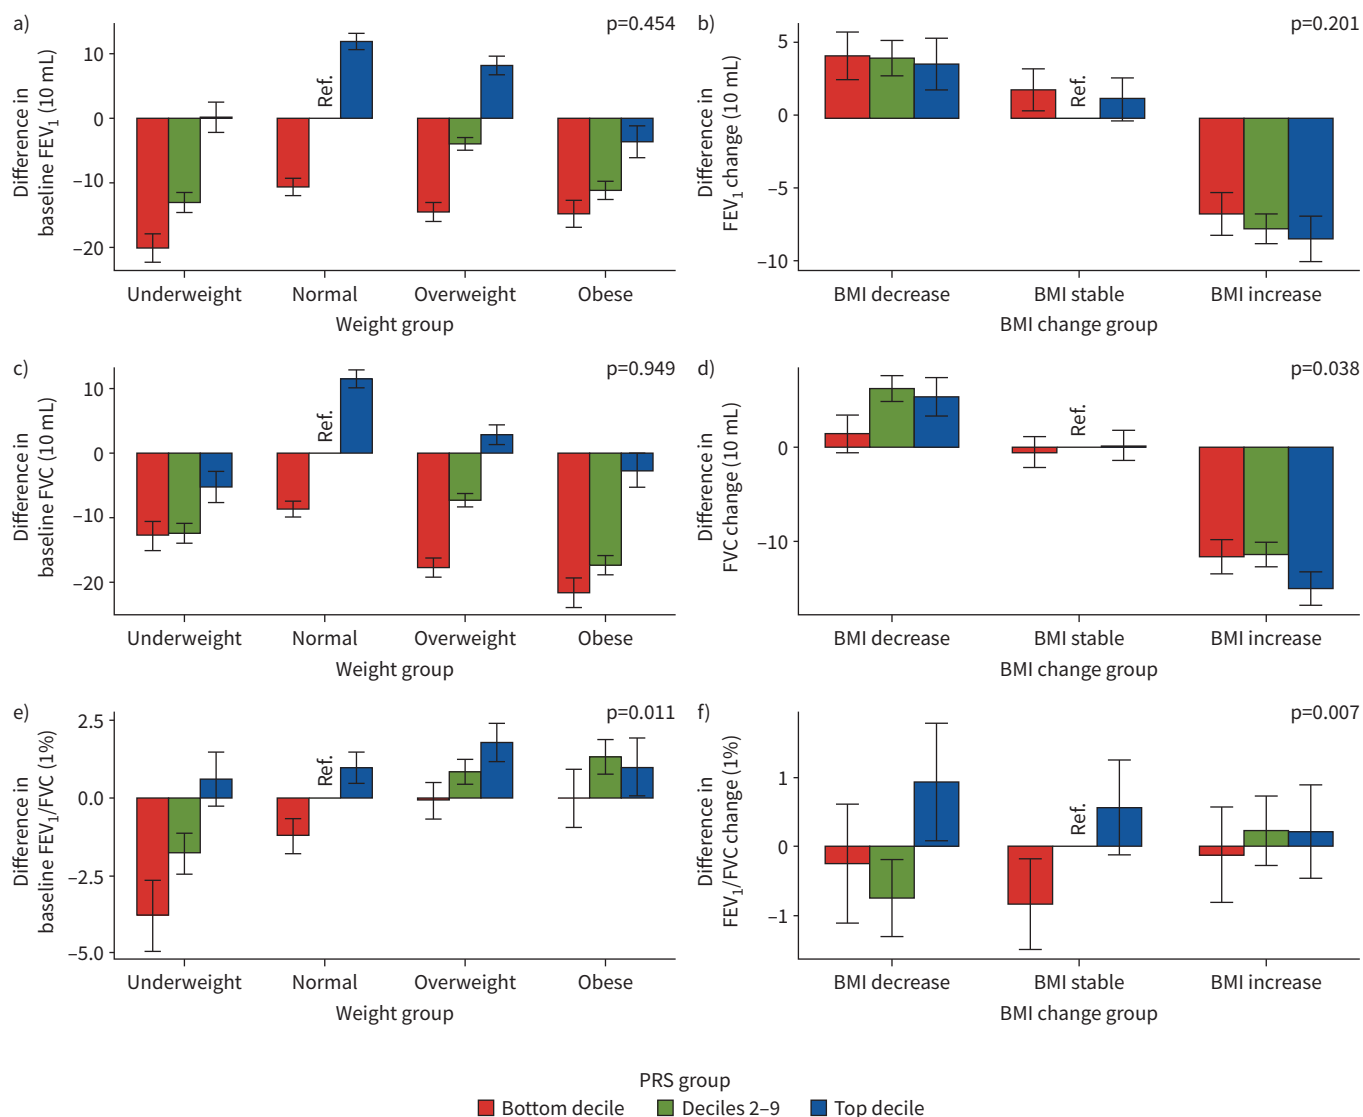 a)
p=0.454
Difference in
baseline FEV₁ (10 mL)
10
0
−10
−20
Ref.
Underweight Normal Overweight Obese
Weight group
b)
p=0.201
Difference in
FEV₁ change (10 mL)
5
0
−5
−10
Ref.
BMI decrease BMI stable BMI increase
BMI change group
c)
p=0.949
Difference in
baseline FVC (10 mL)
10
0
−10
−20
Ref.
Underweight Normal Overweight Obese
Weight group
d)
p=0.038
Difference in
FVC change (10 mL)
0
−10
Ref.
BMI decrease BMI stable BMI increase
BMI change group
e)
p=0.011
Difference in
baseline FEV₁/FVC (1%)
2.5
0.0
−2.5
−5.0
Ref.
Underweight Normal Overweight Obese
Weight group
f)
p=0.007
Difference in
FEV₁/FVC change (1%)
1
0
−1
Ref.
BMI decrease BMI stable BMI increase
BMI change group
PRS group
Bottom decile Deciles 2–9 Top decile